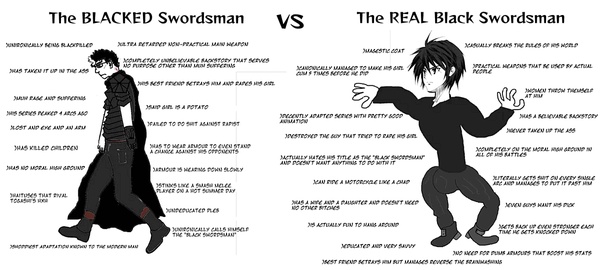 The BLACKED Swordsman
VS
The REAL Black Swordsman
>UNIRONICALLY BEING BLACKPILLED
>ULTRA RETARDED NON-PRACTICAL MAIN WEAPON
>COMPLETELY UNBELIEVABLE BACKSTORY THAT SERVES
NO PURPOSE OTHER THAN MUH SUFFERING
>HAS TAKEN IT UP IN THE ASS
>HIS BEST FRIEND BETRAYS HIM AND RAPES HIS GIRL
>MUH RAGE AND SUFFERING
>SAID GIRL IS A POTATO
>HIS SERIES PEAKED 4 ARCS AGO
>FAILED TO DO SHIT AGAINST RAPIST
>LOST AND EYE AND AN ARM
>HAS TO WEAR ARMOUR TO EVEN STAND
A CHANCE AGAINST HIS OPPONENTS
>HAS KILLED CHILDREN
>HAS NO MORAL HIGH GROUND
>ARMOUR IS WEARING DOWN SLOWLY
>STINKS LIKE A SMASH MELEE
PLAYER ON A HOT SUMMER DAY
>HIATUSES THAT RIVAL
TOGASHI'S HXH
>UNDEDICATED PLEB
>UNIRONICALLY CALLS HIMSELF
THE "BLACK SWORDSMAN"
>SHODDIEST ADAPTATION KNOWN TO THE MODERN MAN
>MAJESTIC COAT
>CASUALLY BREAKS THE RULES OF HIS WORLD
>CANONICALLY MANAGED TO MAKE HIS GIRL
CUM 5 TIMES BEFORE HE DID
>PRACTICAL WEAPONS THAT BE USED BY ACTUAL
PEOPLE
>WOMEN THROW THEMSELF
AT HIM
>DECENTLY ADAPTED SERIES WITH PRETTY GOOD
ANIMATION
>HAS A BELIEVABLE BACKSTORY
>NEVER TAKEN UP THE ASS
>DESTROYED THE GUY THAT TRIED TO RAPE HIS GIRL
>COMPLETELY ON THE MORAL HIGH GROUND IN
ALL OF HIS BATTLES
>ACTUALLY HATES HIS TITLE AS THE "BLACK SWORDSMAN"
AND DOESN'T WANT ANYTHING TO DO WITH IT
>CAN RIDE A MOTORCYCLE LIKE A CHAD
>LITERALLY GETS SHIT ON EVERY SINGLE
ARC AND MANAGES TO PUT IT PAST HIM
>HAS A WIFE AND A DAUGHTER AND DOESN'T NEED
NO OTHER BITCHES
>EVEN GUYS WANT HIS DICK
>IS ACTUALLY FUN TO HANG AROUND
>GETS BACK UP EVEN STRONGER EACH
TIME HE GETS KNOCKED DOWN
>EDUCATED AND VERY SAVVY
>NO NEED FOR DUMB ARMOURS THAT BOOST HIS STATS
>BEST FRIEND BETRAYS HIM BUT MANAGES REVERSE THE BRAINWASHING